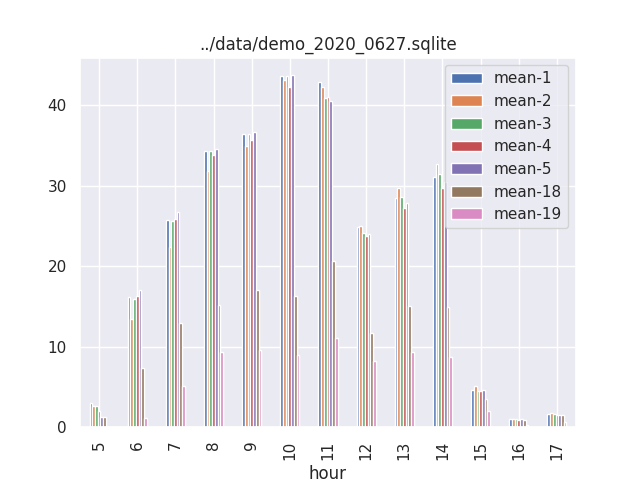 ../data/demo_2020_0627.sqlite
mean-1
mean-2
mean-3
mean-4
mean-5
mean-18
mean-19
40
30
20
10
0
5 6 7 8 9 10 11 12 13 14 15 16 17
hour